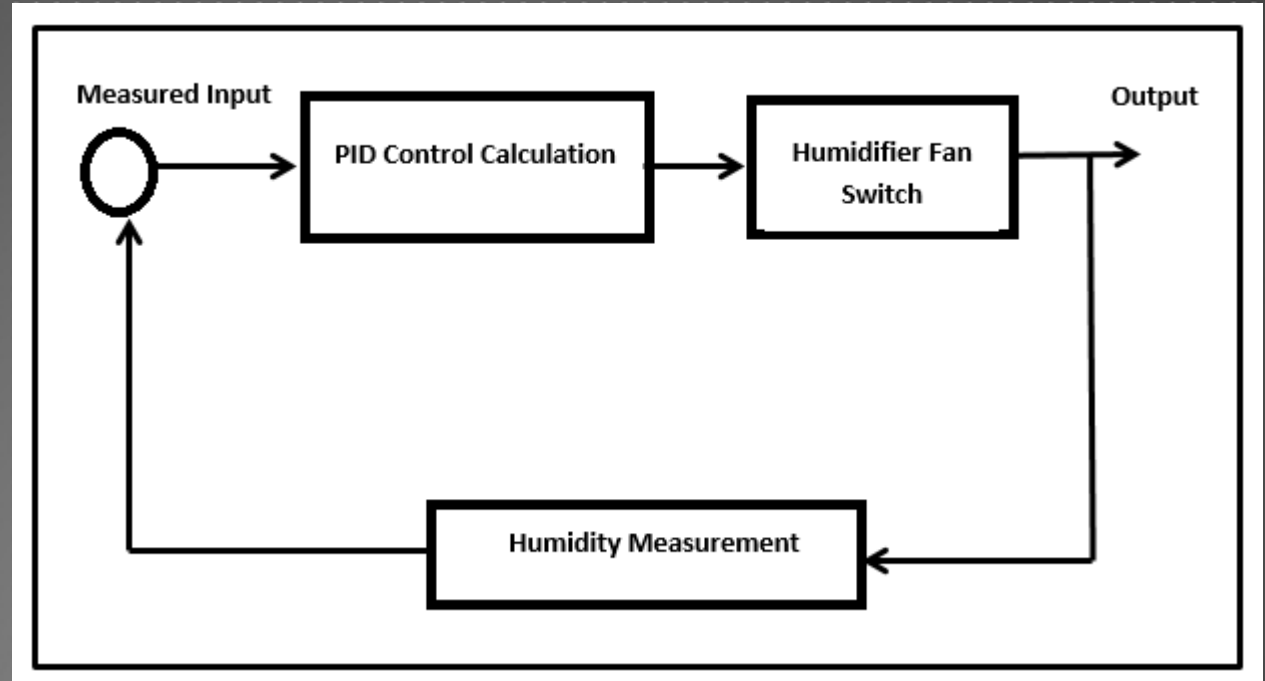 Measured Input
Output
PID Control Calculation
Humidifier Fan
Switch
Humidity Measurement